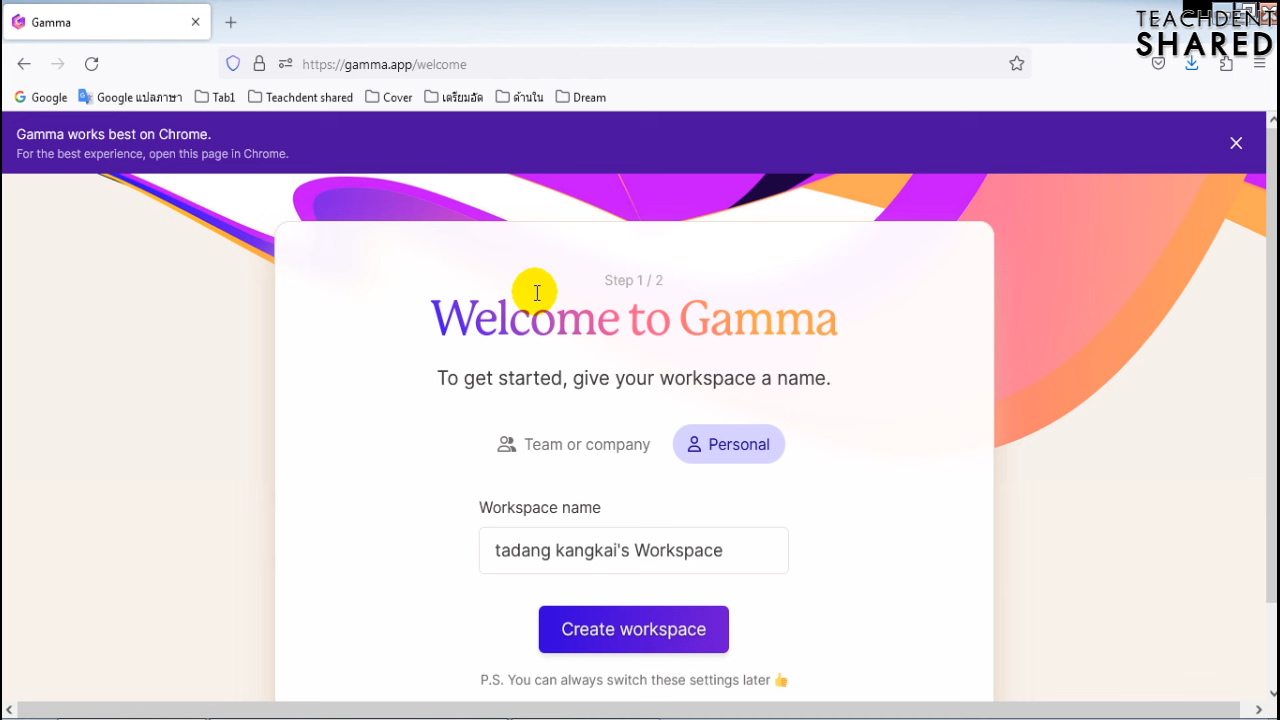 Gamma
TEACHDENT
SHARED
https://gamma.app/welcome
Google
Google แปลภาษา
Tab1
Teachdent shared
Cover
เตรียมอัด
ด้านใน
Dream
Gamma works best on Chrome.
For the best experience, open this page in Chrome.
Step 1 / 2
Welcome to Gamma
To get started, give your workspace a name.
Team or company
Personal
Workspace name
tadang kangkai's Workspace
Create workspace
P.S. You can always switch these settings later 👍